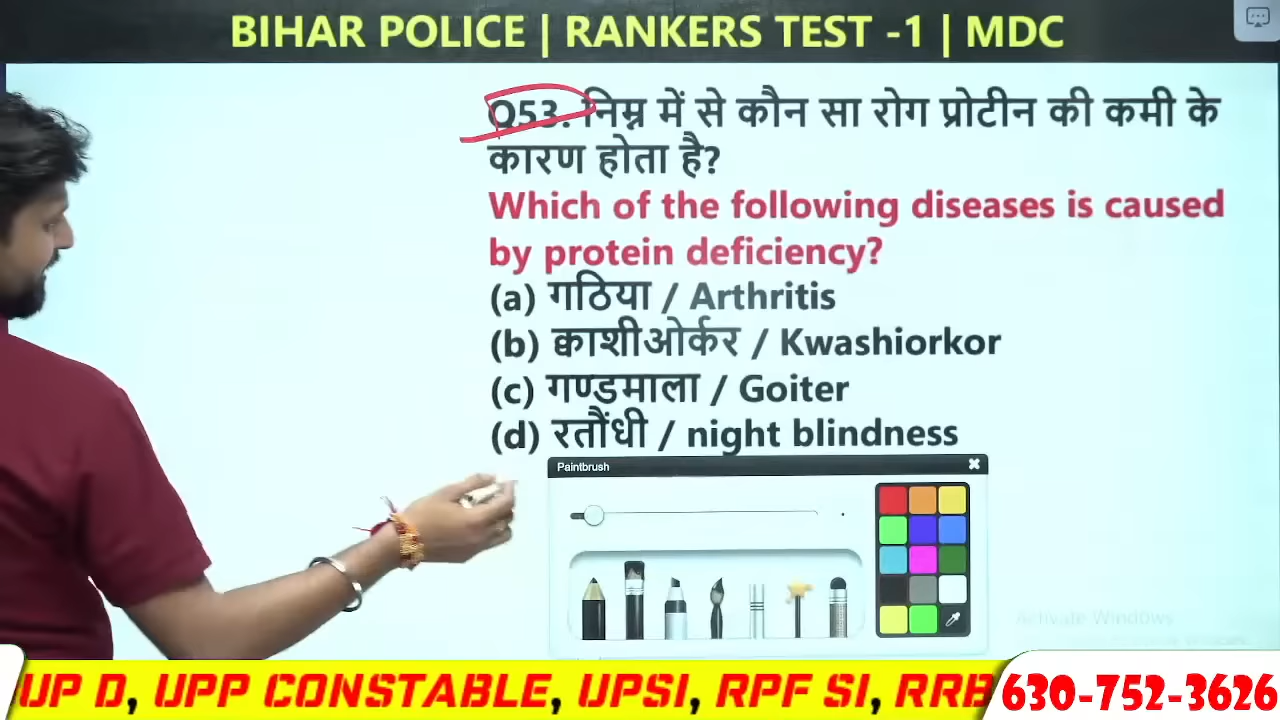 BIHAR POLICE | RANKERS TEST -1 | MDC
Q53. निम्न में से कौन सा रोग प्रोटीन की कमी के
कारण होता है?
Which of the following diseases is caused
by protein deficiency?
(a) गठिया / Arthritis
(b) क्वाशीओर्कर / Kwashiorkor
(c) गण्डमाला / Goiter
(d) रतौंधी / night blindness
Paintbrush
Activate Windows
UP D, UPP CONSTABLE, UPSI, RPF SI, RRB
630-752-3626